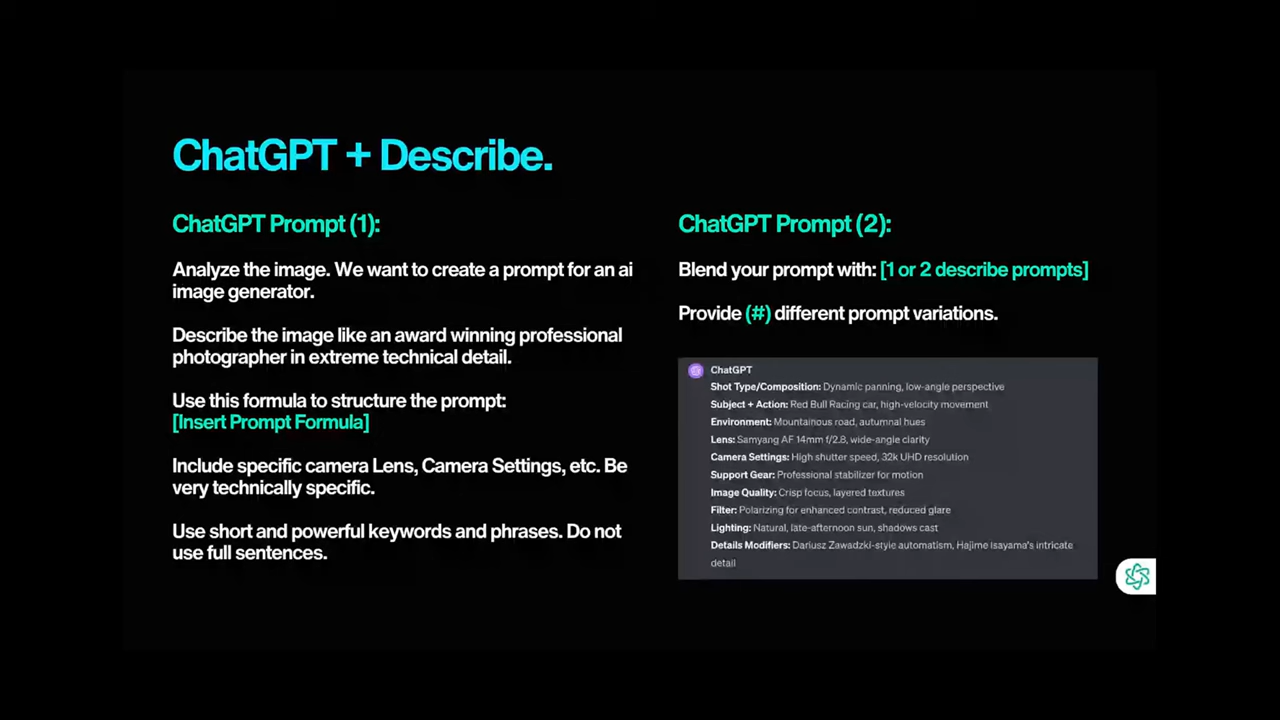 ChatGPT + Describe.
ChatGPT Prompt (1):
Analyze the image. We want to create a prompt for an ai
image generator.
Describe the image like an award winning professional
photographer in extreme technical detail.
Use this formula to structure the prompt:
[Insert Prompt Formula]
Include specific camera Lens, Camera Settings, etc. Be
very technically specific.
Use short and powerful keywords and phrases. Do not
use full sentences.
ChatGPT Prompt (2):
Blend your prompt with: [1 or 2 describe prompts]
Provide (#) different prompt variations.
ChatGPT
Shot Type/Composition: Dynamic panning, low-angle perspective
Subject + Action: Red Bull Racing car, high-velocity movement
Environment: Mountainous road, autumnal hues
Lens: Samyang AF 14mm f/2.8, wide-angle clarity
Camera Settings: High shutter speed, 32k UHD resolution
Support Gear: Professional stabilizer for motion
Image Quality: Crisp focus, layered textures
Filter: Polarizing for enhanced contrast, reduced glare
Lighting: Natural, late-afternoon sun, shadows cast
Details Modifiers: Dariusz Zawadzki-style automatism, Hajime Isayama's intricate
detail